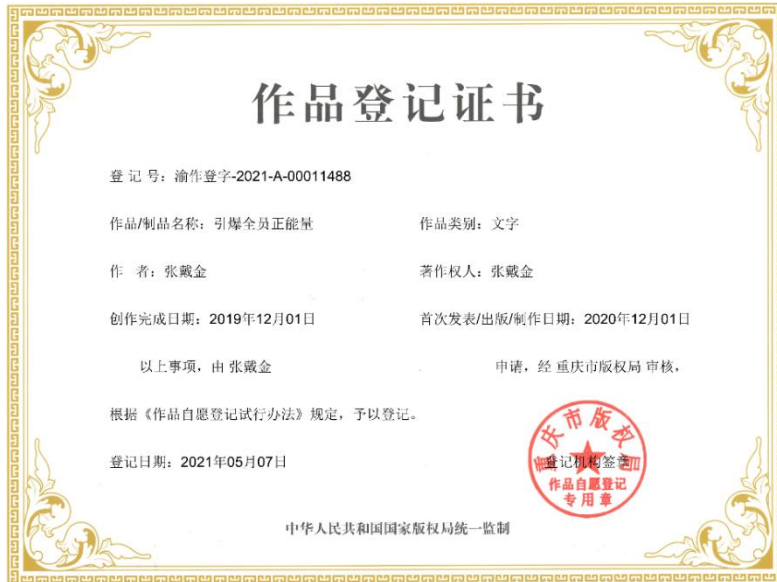 作品登记证书
登 记 号：渝作登字-2021-A-00011488
作品/制品名称：引爆全员正能量 作品类别：文字
作 者：张戴金 著作权人：张戴金
创作完成日期：2019年12月01日 首次发表/出版/制作日期：2020年12月01日
以上事项，由 张戴金 申请，经 重庆市版权局 审核，
根据《作品自愿登记试行办法》规定，予以登记。
登记日期：2021年05月07日 登记机构签章
重庆市版权局
作品自愿登记
专用章
中华人民共和国国家版权局统一监制